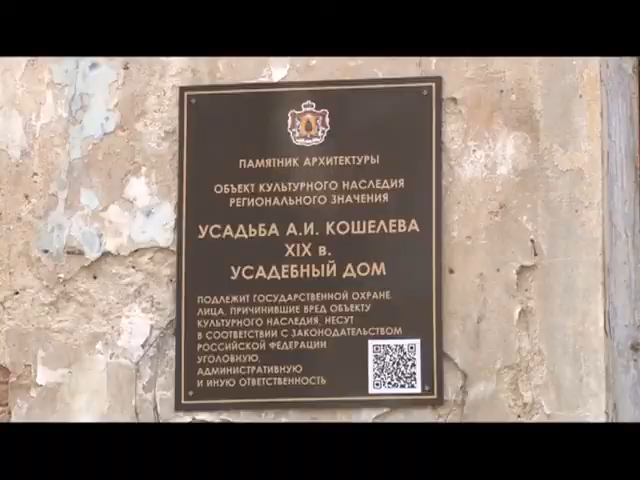 ПАМЯТНИК АРХИТЕКТУРЫ
ОБЪЕКТ КУЛЬТУРНОГО НАСЛЕДИЯ
РЕГИОНАЛЬНОГО ЗНАЧЕНИЯ
УСАДЬБА А.И. КОШЕЛЕВА
XIX в.
УСАДЕБНЫЙ ДОМ
ПОДЛЕЖИТ ГОСУДАРСТВЕННОЙ ОХРАНЕ
ЛИЦА, ПРИЧИНИВШИЕ ВРЕД ОБЪЕКТУ
КУЛЬТУРНОГО НАСЛЕДИЯ, НЕСУТ
В СООТВЕТСТВИИ С ЗАКОНОДАТЕЛЬСТВОМ
РОССИЙСКОЙ ФЕДЕРАЦИИ
УГОЛОВНУЮ,
АДМИНИСТРАТИВНУЮ
И ИНУЮ ОТВЕТСТВЕННОСТЬ